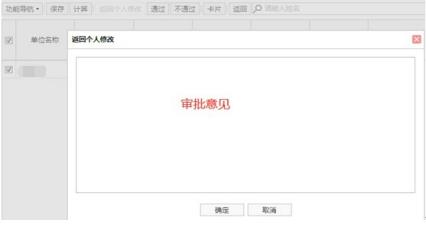 功能导航 保存 计算 返回个人修改 通过 不通过 卡片 返回 请输入姓名
单位名称
返回个人修改
审批意见
确定 取消